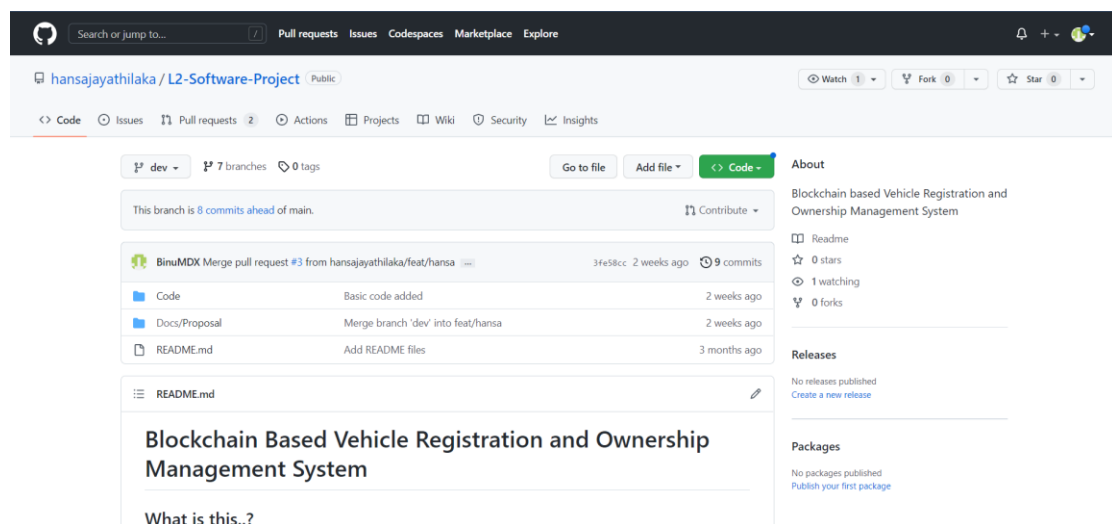 Search or jump to... / Pull requests Issues Codespaces Marketplace Explore
hansajayathilaka / L2-Software-Project Public Watch 1 Fork 0 Star 0
<> Code Issues Pull requests 2 Actions Projects Wiki Security Insights
dev 7 branches 0 tags Go to file Add file <> Code
This branch is 8 commits ahead of main. Contribute
BinuMDX Merge pull request #3 from hansajayathilaka/feat/hansa ... 3fe58cc 2 weeks ago 9 commits
Code Basic code added 2 weeks ago
Docs/Proposal Merge branch 'dev' into feat/hansa 2 weeks ago
README.md Add README files 3 months ago
README.md
Blockchain Based Vehicle Registration and Ownership
Management System
What is this..?
About
Blockchain based Vehicle Registration and
Ownership Management System
Readme
0 stars
1 watching
0 forks
Releases
No releases published
Create a new release
Packages
No packages published
Publish your first package